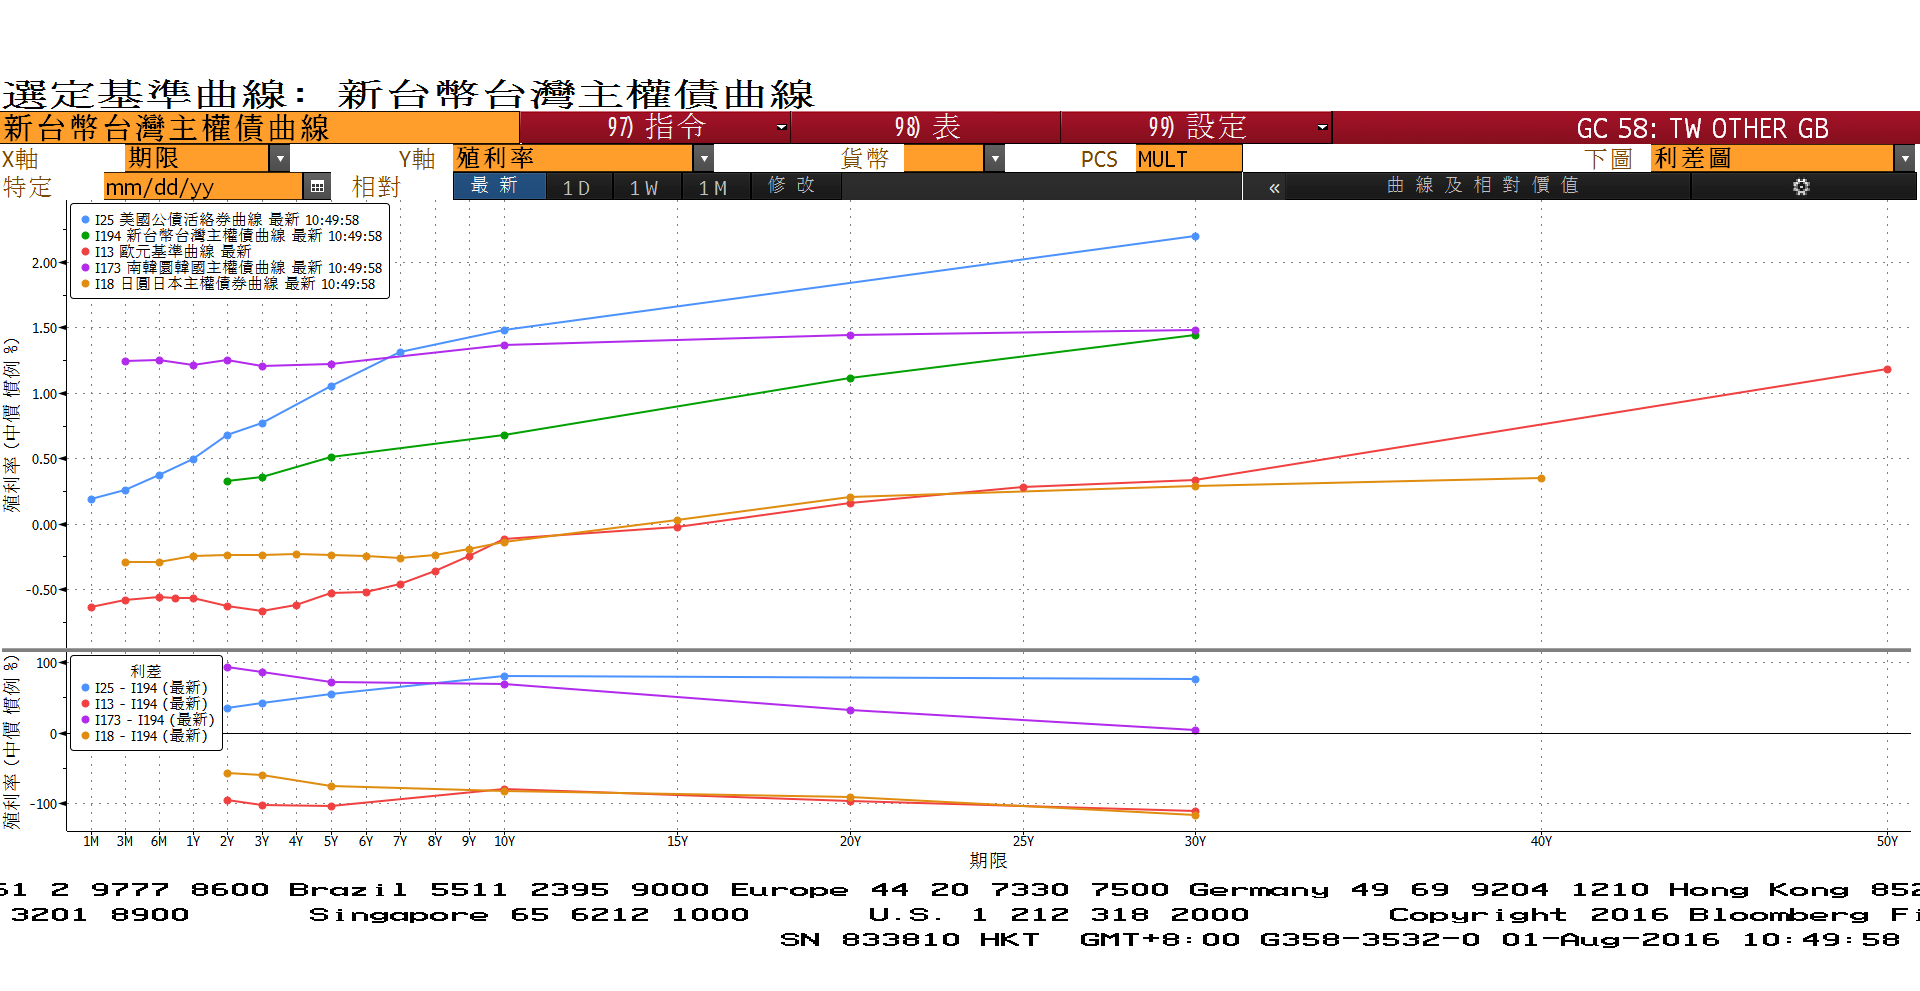 選定基準曲線: 新台幣台灣主權債曲線
新台幣台灣主權債曲線 97) 指令 98) 表 99) 設定 GC 58: TW OTHER GB
X軸 期限 Y軸 殖利率 貨幣 PCS MULT 下圖 利差圖
特定 mm/dd/yy 相對 最新 1D 1W 1M 修改 « 曲線及相對價值
I25 美國公債活絡券曲線 最新 10:49:58
I194 新台幣台灣主權債曲線 最新 10:49:58
I13 歐元基準曲線 最新
I173 南韓圜韓國主權債曲線 最新 10:49:58
I18 日圓日本主權債券曲線 最新 10:49:58
殖利率 (中價 慣例 %)
2.00
1.50
1.00
0.50
0.00
-0.50
利差
I25 - I194 (最新)
I13 - I194 (最新)
I173 - I194 (最新)
I18 - I194 (最新)
殖利率 (中價 慣例 %)
100
0
-100
1M 3M 6M 1Y 2Y 3Y 4Y 5Y 6Y 7Y 8Y 9Y 10Y 15Y 20Y 25Y 30Y 40Y 50Y
期限
61 2 9777 8600 Brazil 5511 2395 9000 Europe 44 20 7330 7500 Germany 49 69 9204 1210 Hong Kong 852
3201 8900 Singapore 65 6212 1000 U.S. 1 212 318 2000 Copyright 2016 Bloomberg Fi
SN 833810 HKT GMT+8:00 G358-3532-0 01-Aug-2016 10:49:58